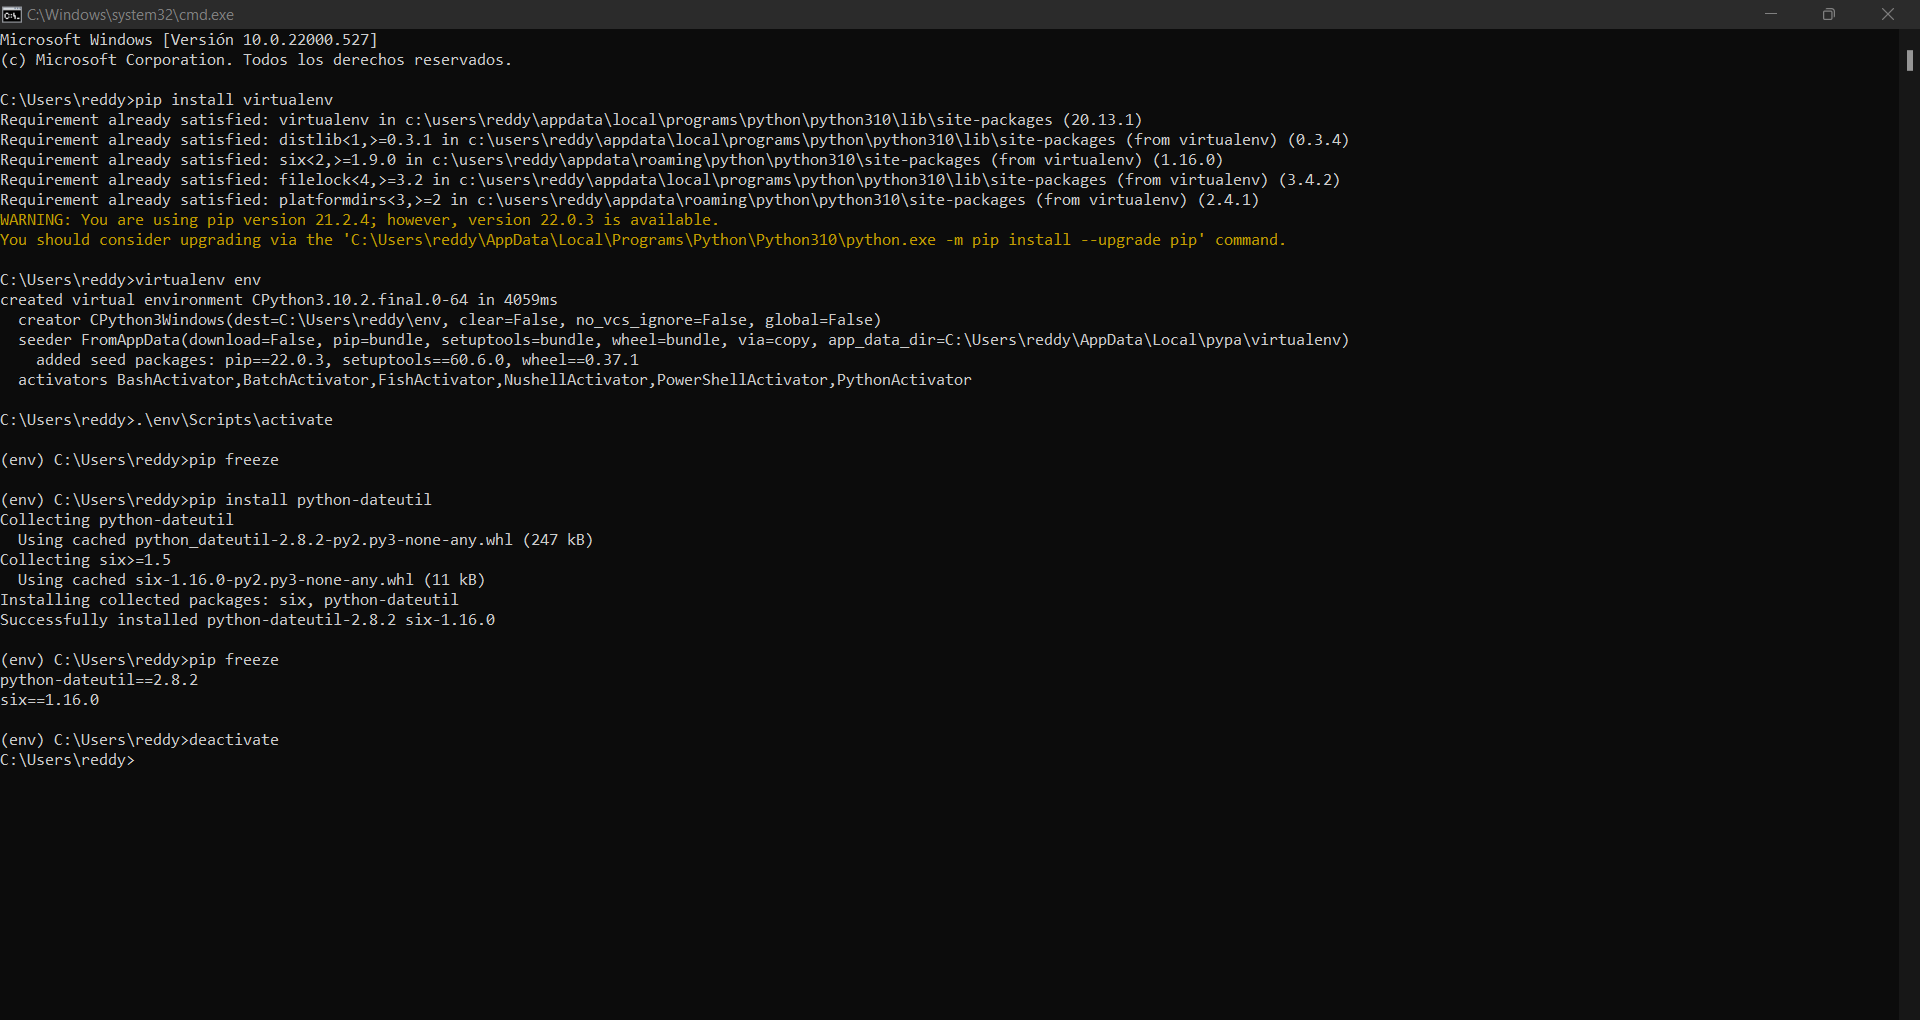 C:\Windows\system32\cmd.exe
Microsoft Windows [Versión 10.0.22000.527]
(c) Microsoft Corporation. Todos los derechos reservados.
C:\Users\reddy>pip install virtualenv
Requirement already satisfied: virtualenv in c:\users\reddy\appdata\local\programs\python\python310\lib\site-packages (20.13.1)
Requirement already satisfied: distlib<1,>=0.3.1 in c:\users\reddy\appdata\local\programs\python\python310\lib\site-packages (from virtualenv) (0.3.4)
Requirement already satisfied: six<2,>=1.9.0 in c:\users\reddy\appdata\roaming\python\python310\site-packages (from virtualenv) (1.16.0)
Requirement already satisfied: filelock<4,>=3.2 in c:\users\reddy\appdata\local\programs\python\python310\lib\site-packages (from virtualenv) (3.4.2)
Requirement already satisfied: platformdirs<3,>=2 in c:\users\reddy\appdata\roaming\python\python310\site-packages (from virtualenv) (2.4.1)
WARNING: You are using pip version 21.2.4; however, version 22.0.3 is available.
You should consider upgrading via the 'C:\Users\reddy\AppData\Local\Programs\Python\Python310\python.exe -m pip install --upgrade pip' command.
C:\Users\reddy>virtualenv env
created virtual environment CPython3.10.2.final.0-64 in 4059ms
  creator CPython3Windows(dest=C:\Users\reddy\env, clear=False, no_vcs_ignore=False, global=False)
  seeder FromAppData(download=False, pip=bundle, setuptools=bundle, wheel=bundle, via=copy, app_data_dir=C:\Users\reddy\AppData\Local\pypa\virtualenv)
    added seed packages: pip==22.0.3, setuptools==60.6.0, wheel==0.37.1
  activators BashActivator,BatchActivator,FishActivator,NushellActivator,PowerShellActivator,PythonActivator
C:\Users\reddy>.\env\Scripts\activate
(env) C:\Users\reddy>pip freeze
(env) C:\Users\reddy>pip install python-dateutil
Collecting python-dateutil
  Using cached python_dateutil-2.8.2-py2.py3-none-any.whl (247 kB)
Collecting six>=1.5
  Using cached six-1.16.0-py2.py3-none-any.whl (11 kB)
Installing collected packages: six, python-dateutil
Successfully installed python-dateutil-2.8.2 six-1.16.0
(env) C:\Users\reddy>pip freeze
python-dateutil==2.8.2
six==1.16.0
(env) C:\Users\reddy>deactivate
C:\Users\reddy>